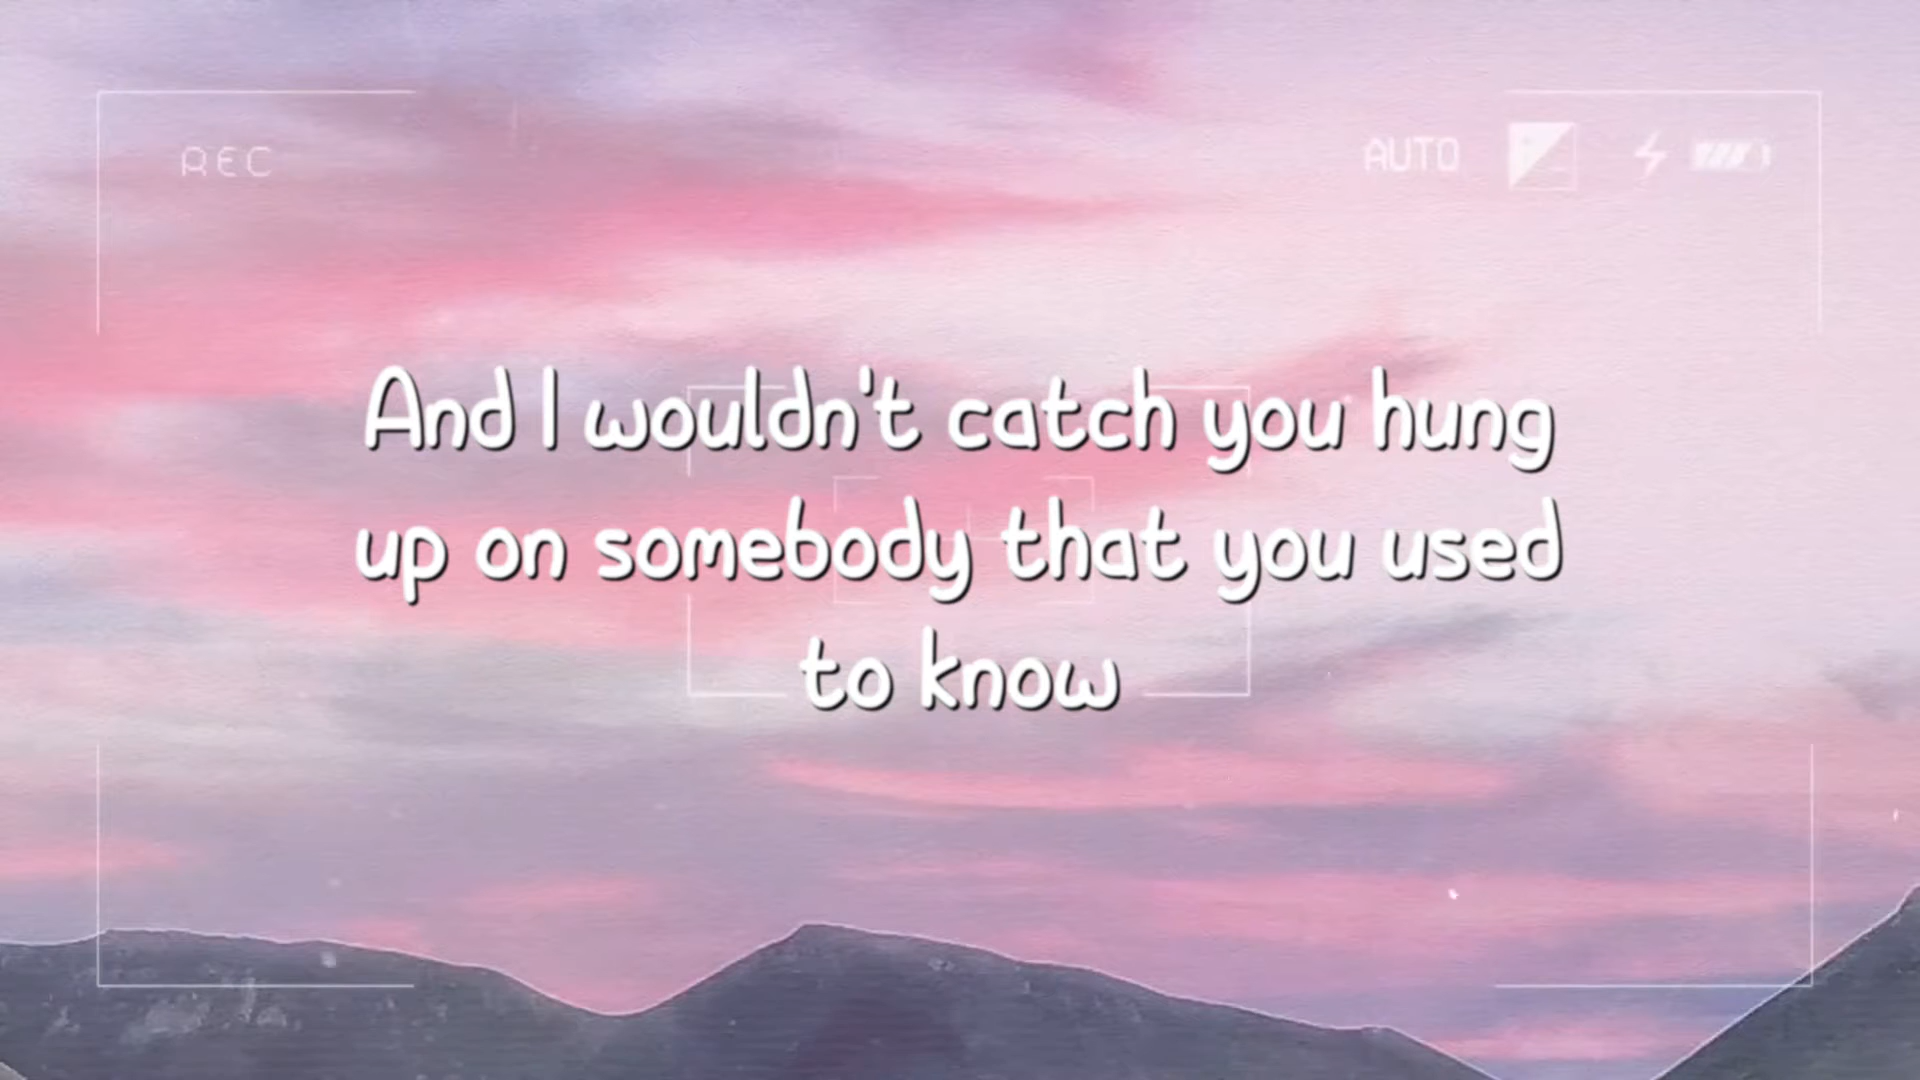 REC
AUTO
And I wouldn't catch you hung
up on somebody that you used
to know